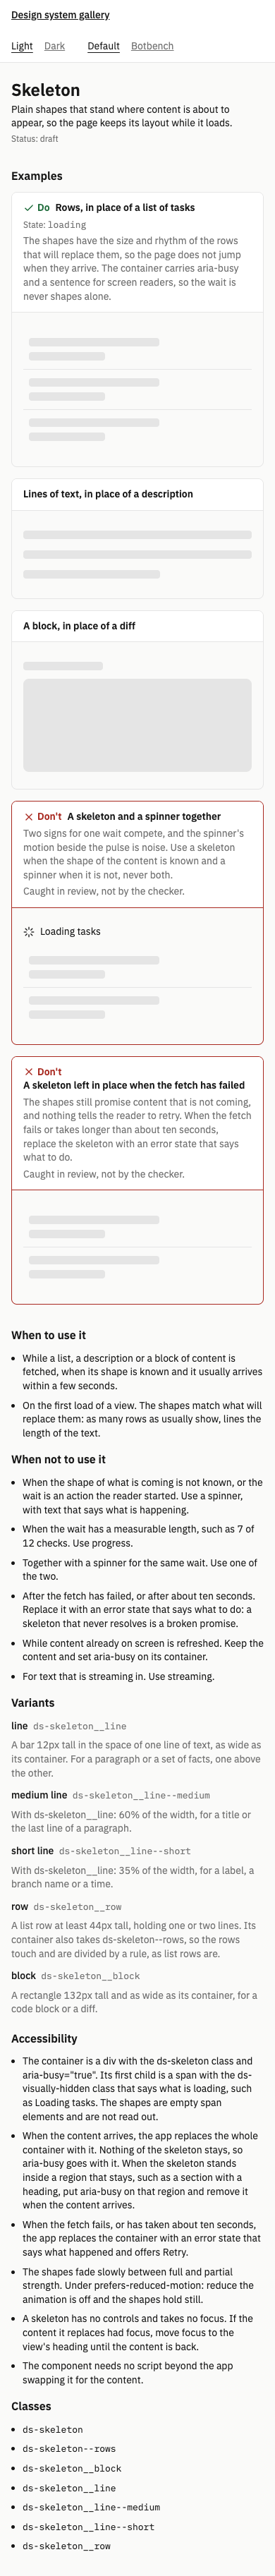 Design system gallery
Light Dark Default Botbench
Skeleton
Plain shapes that stand where content is about to
appear, so the page keeps its layout while it loads.
Status: draft
Examples
Do Rows, in place of a list of tasks
State: loading
The shapes have the size and rhythm of the rows
that will replace them, so the page does not jump
when they arrive. The container carries aria-busy
and a sentence for screen readers, so the wait is
never shapes alone.
Lines of text, in place of a description
A block, in place of a diff
Don't A skeleton and a spinner together
Two signs for one wait compete, and the spinner's
motion beside the pulse is noise. Use a skeleton
when the shape of the content is known and a
spinner when it is not, never both.
Caught in review, not by the checker.
Loading tasks
Don't
A skeleton left in place when the fetch has failed
The shapes still promise content that is not coming,
and nothing tells the reader to retry. When the fetch
fails or takes longer than about ten seconds,
replace the skeleton with an error state that says
what to do.
Caught in review, not by the checker.
When to use it
While a list, a description or a block of content is
fetched, when its shape is known and it usually arrives
within a few seconds.
On the first load of a view. The shapes match what will
replace them: as many rows as usually show, lines the
length of the text.
When not to use it
When the shape of what is coming is not known, or the
wait is an action the reader started. Use a spinner,
with text that says what is happening.
When the wait has a measurable length, such as 7 of
12 checks. Use progress.
Together with a spinner for the same wait. Use one of
the two.
After the fetch has failed, or after about ten seconds.
Replace it with an error state that says what to do: a
skeleton that never resolves is a broken promise.
While content already on screen is refreshed. Keep the
content and set aria-busy on its container.
For text that is streaming in. Use streaming.
Variants
line ds-skeleton__line
A bar 12px tall in the space of one line of text, as wide as
its container. For a paragraph or a set of facts, one above
the other.
medium line ds-skeleton__line--medium
With ds-skeleton__line: 60% of the width, for a title or
the last line of a paragraph.
short line ds-skeleton__line--short
With ds-skeleton__line: 35% of the width, for a label, a
branch name or a time.
row ds-skeleton__row
A list row at least 44px tall, holding one or two lines. Its
container also takes ds-skeleton--rows, so the rows
touch and are divided by a rule, as list rows are.
block ds-skeleton__block
A rectangle 132px tall and as wide as its container, for a
code block or a diff.
Accessibility
The container is a div with the ds-skeleton class and
aria-busy="true". Its first child is a span with the ds-
visually-hidden class that says what is loading, such
as Loading tasks. The shapes are empty span
elements and are not read out.
When the content arrives, the app replaces the whole
container with it. Nothing of the skeleton stays, so
aria-busy goes with it. When the skeleton stands
inside a region that stays, such as a section with a
heading, put aria-busy on that region and remove it
when the content arrives.
When the fetch fails, or has taken about ten seconds,
the app replaces the container with an error state that
says what happened and offers Retry.
The shapes fade slowly between full and partial
strength. Under prefers-reduced-motion: reduce the
animation is off and the shapes hold still.
A skeleton has no controls and takes no focus. If the
content it replaces had focus, move focus to the
view's heading until the content is back.
The component needs no script beyond the app
swapping it for the content.
Classes
ds-skeleton
ds-skeleton--rows
ds-skeleton__block
ds-skeleton__line
ds-skeleton__line--medium
ds-skeleton__line--short
ds-skeleton__row